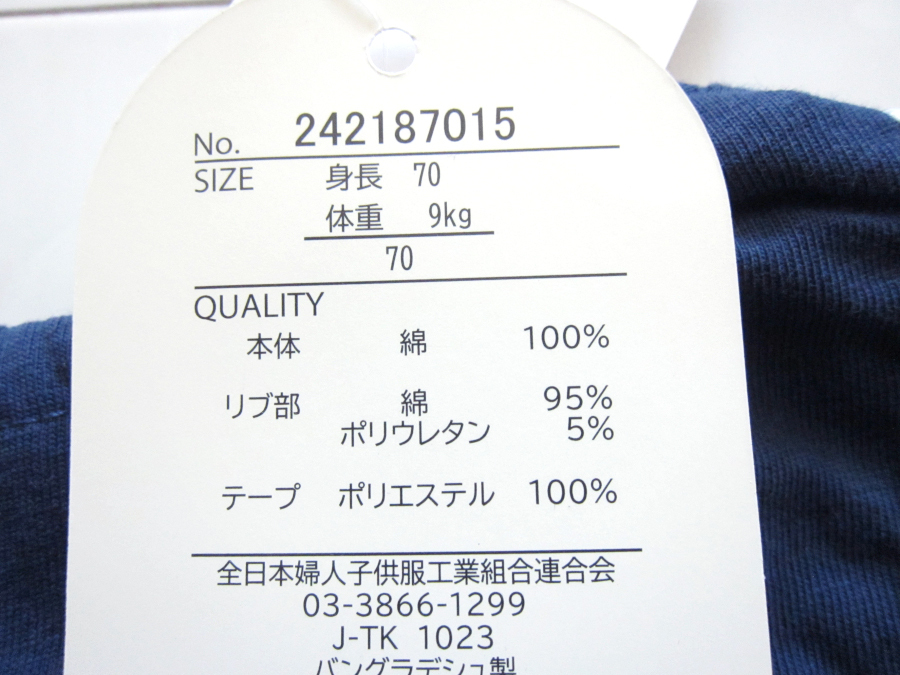 No. 242187015
SIZE 身長 70
体重 9kg
70
QUALITY
本体 綿 100%
リブ部 綿 95%
ポリウレタン 5%
テープ ポリエステル 100%
全日本婦人子供服工業組合連合会
03-3866-1299
J-TK 1023
バングラデシュ製